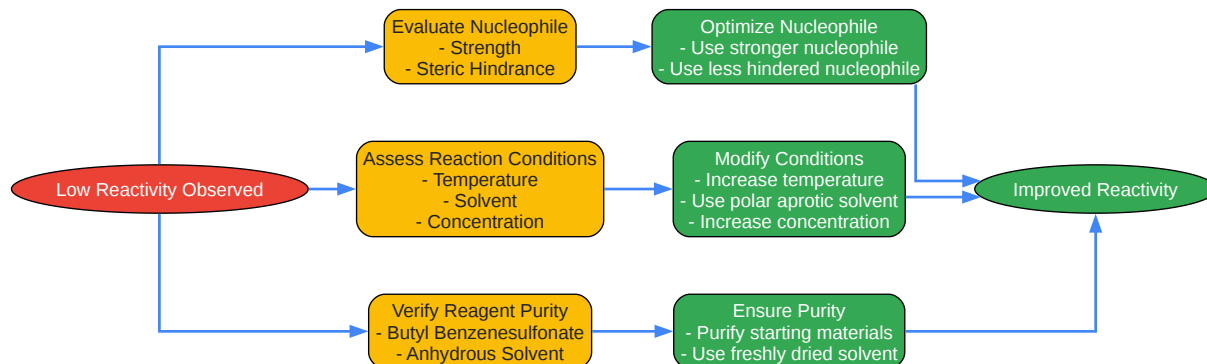 Low Reactivity Observed
Evaluate Nucleophile
- Strength
- Steric Hindrance
Optimize Nucleophile
- Use stronger nucleophile
- Use less hindered nucleophile
Assess Reaction Conditions
- Temperature
- Solvent
- Concentration
Modify Conditions
- Increase temperature
- Use polar aprotic solvent
- Increase concentration
Verify Reagent Purity
- Butyl Benzenesulfonate
- Anhydrous Solvent
Ensure Purity
- Purify starting materials
- Use freshly dried solvent
Improved Reactivity